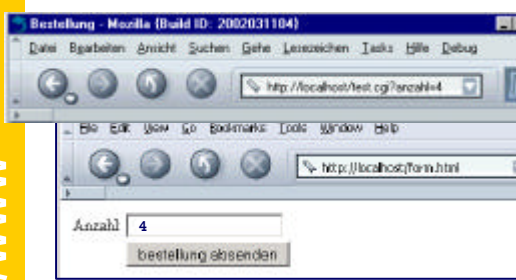 Bestellung - Mozilla {Build ID: 2002031104}
Datei Bearbeiten Ansicht Suchen Gehe Lesezeichen Tasks Hilfe Debug
http://localhost/test.cgi?anzahl=4
File Edit View Go Bookmarks Tools Window Help
http://localhost/form.html
Anzahl 4
bestellung absenden